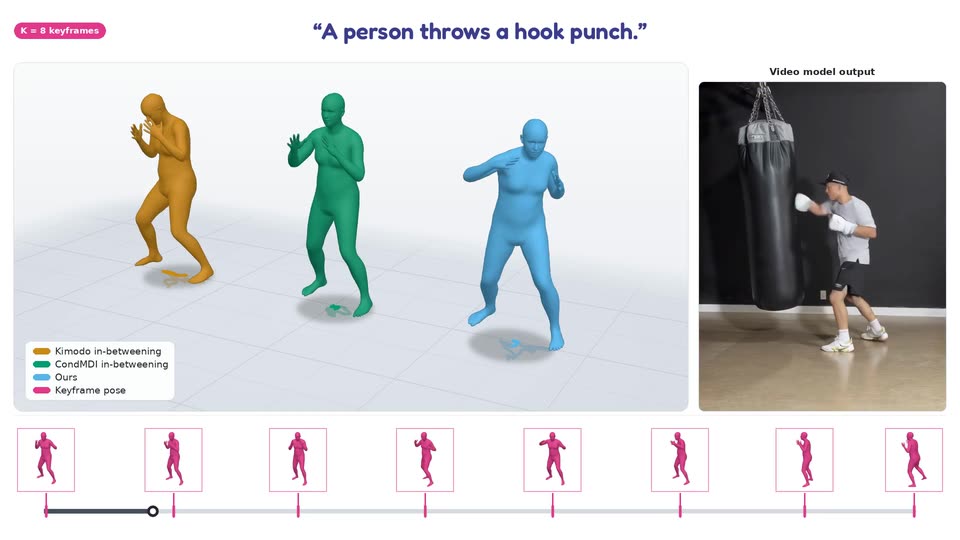 K = 8 keyframes
“A person throws a hook punch.”
Video model output
Kimodo in-betweening
CondMDI in-betweening
Ours
Keyframe pose